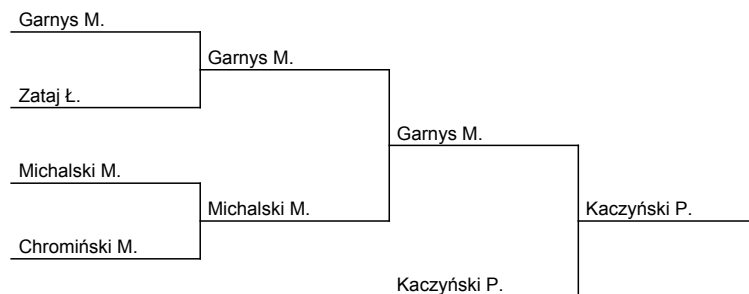 Garnys M.
Garnys M.
Zataj Ł.
Garnys M.
Michalski M.
Michalski M.
Kaczyński P.
Chromiński M.
Kaczyński P.